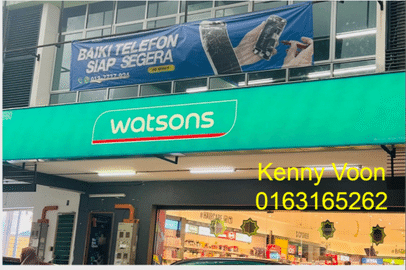 BAIKI TELEFON
SIAP SEGERA
watsons
Kenny Voon
0163165262